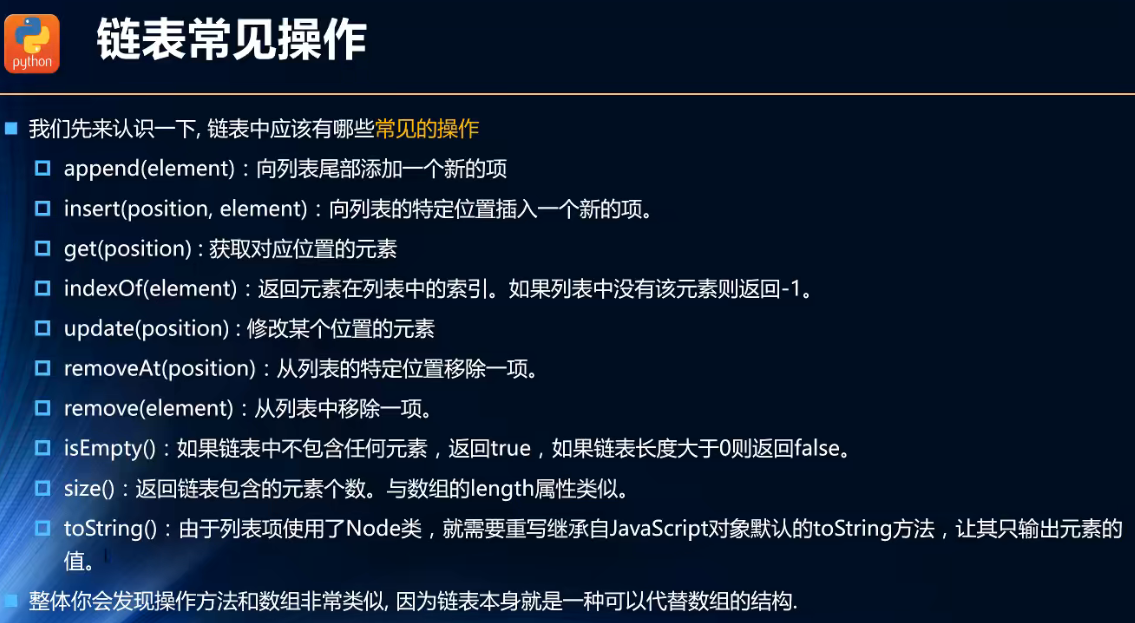 python
链表常见操作
我们先来认识一下, 链表中应该有哪些常见的操作
append(element)：向列表尾部添加一个新的项
insert(position, element)：向列表的特定位置插入一个新的项。
get(position) : 获取对应位置的元素
indexOf(element)：返回元素在列表中的索引。如果列表中没有该元素则返回-1。
update(position) : 修改某个位置的元素
removeAt(position)：从列表的特定位置移除一项。
remove(element)：从列表中移除一项。
isEmpty()：如果链表中不包含任何元素，返回true，如果链表长度大于0则返回false。
size()：返回链表包含的元素个数。与数组的length属性类似。
toString()：由于列表项使用了Node类，就需要重写继承自JavaScript对象默认的toString方法，让其只输出元素的
值。
整体你会发现操作方法和数组非常类似, 因为链表本身就是一种可以代替数组的结构.